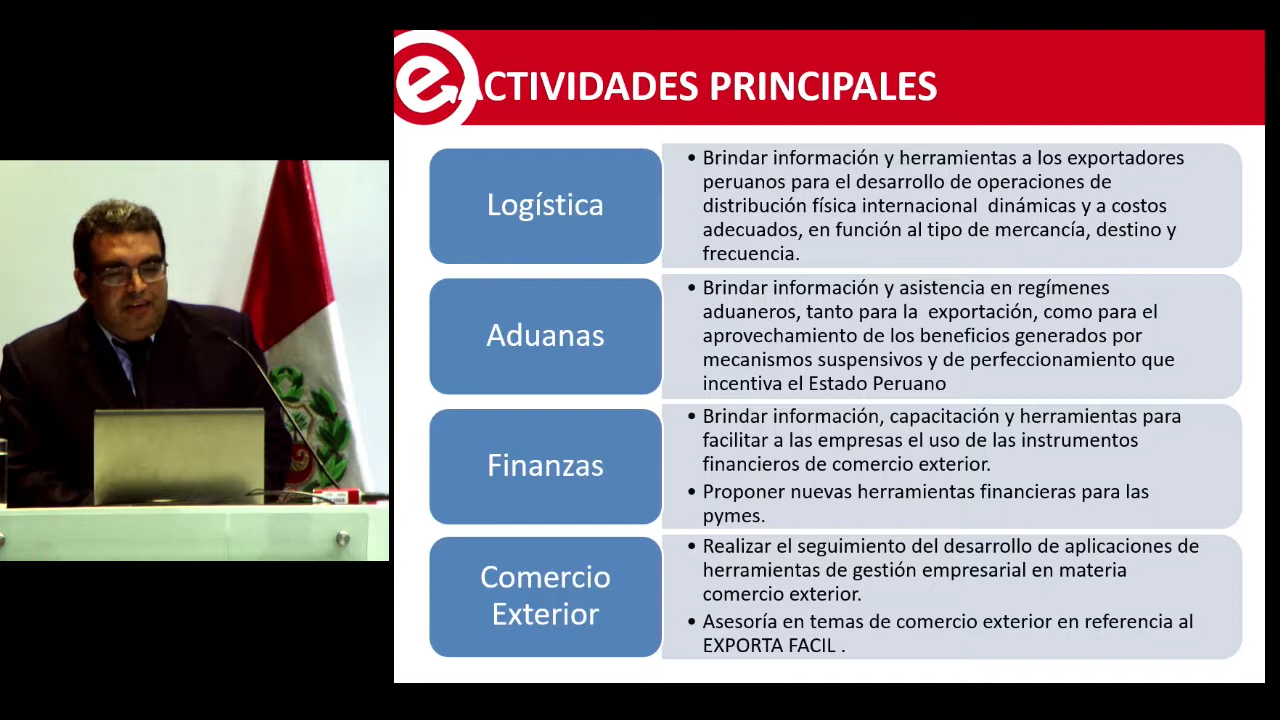 ACTIVIDADES PRINCIPALES
Logística
• Brindar información y herramientas a los exportadores
peruanos para el desarrollo de operaciones de
distribución física internacional dinámicas y a costos
adecuados, en función al tipo de mercancía, destino y
frecuencia.
Aduanas
• Brindar información y asistencia en regímenes
aduaneros, tanto para la exportación, como para el
aprovechamiento de los beneficios generados por
mecanismos suspensivos y de perfeccionamiento que
incentiva el Estado Peruano
Finanzas
• Brindar información, capacitación y herramientas para
facilitar a las empresas el uso de las instrumentos
financieros de comercio exterior.
• Proponer nuevas herramientas financieras para las
pymes.
Comercio
Exterior
• Realizar el seguimiento del desarrollo de aplicaciones de
herramientas de gestión empresarial en materia
comercio exterior.
• Asesoría en temas de comercio exterior en referencia al
EXPORTA FACIL .